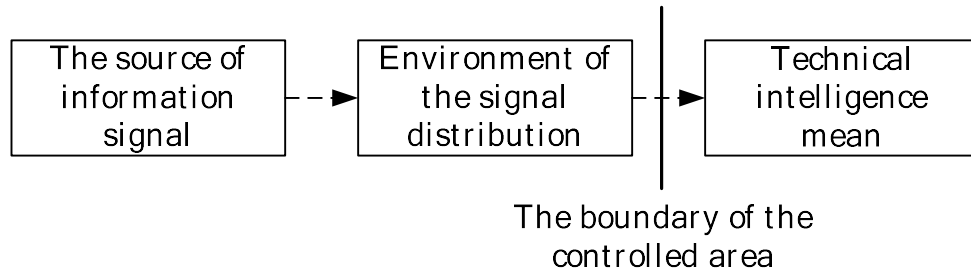 The source of
information
signal
Environment of
the signal
distribution
Technical
intelligence
mean
The boundary of the
controlled area